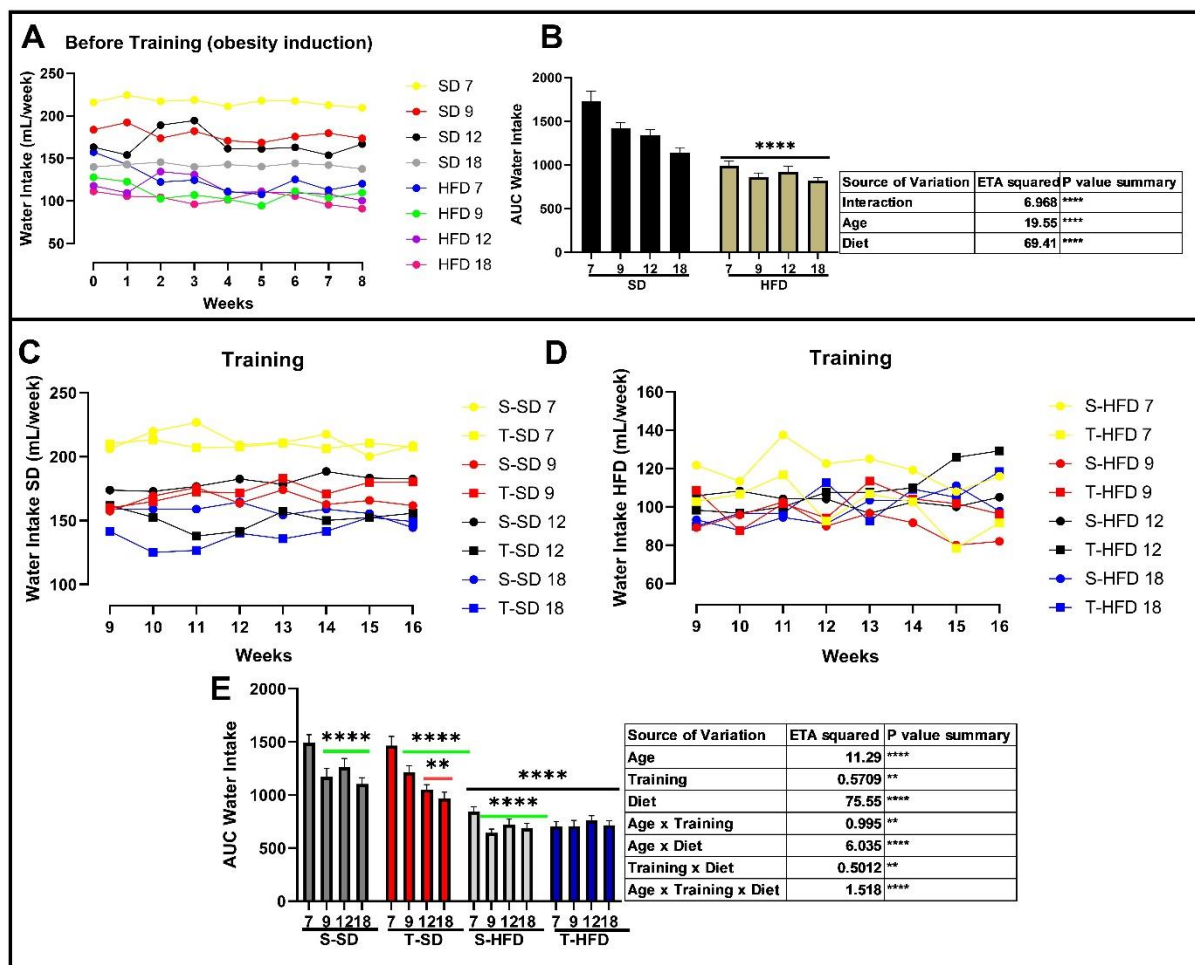 A Before Training (obesity induction)
Water Intake (mL/week)
250
200
150
100
50
0 1 2 3 4 5 6 7 8
Weeks
SD 7
SD 9
SD 12
SD 18
HFD 7
HFD 9
HFD 12
HFD 18
B
AUC Water Intake
2000
1500
1000
500
0
****
7 9 12 18 7 9 12 18
SD HFD
Source of Variation ETA squared P value summary
Interaction 6.968 ****
Age 19.55 ****
Diet 69.41 ****
C
Training
Water Intake SD (mL/week)
250
200
150
100
9 10 11 12 13 14 15 16
Weeks
S-SD 7
T-SD 7
S-SD 9
T-SD 9
S-SD 12
T-SD 12
S-SD 18
T-SD 18
D
Training
Water Intake HFD (mL/week)
160
140
120
100
80
60
9 10 11 12 13 14 15 16
Weeks
S-HFD 7
T-HFD 7
S-HFD 9
T-HFD 9
S-HFD 12
T-HFD 12
S-HFD 18
T-HFD 18
E
AUC Water Intake
2000
1500
1000
500
0
**** ****
**
****
****
7 9 1218 7 9 1218 7 9 1218 7 9 1218
S-SD T-SD S-HFD T-HFD
Source of Variation ETA squared P value summary
Age 11.29 ****
Training 0.5709 **
Diet 75.55 ****
Age x Training 0.995 **
Age x Diet 6.035 ****
Training x Diet 0.5012 **
Age x Training x Diet 1.518 ****